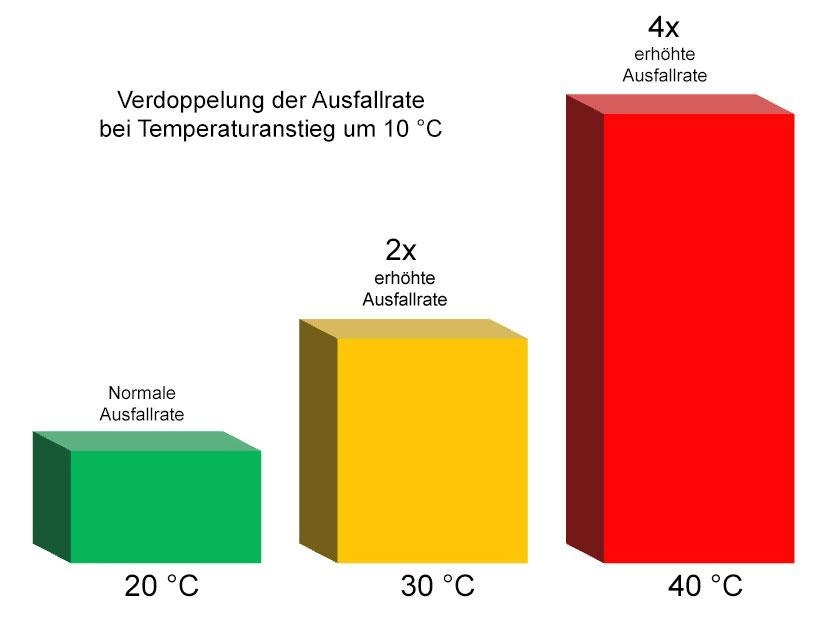 4x
erhöhte
Ausfallrate
Verdoppelung der Ausfallrate
bei Temperaturanstieg um 10 °C
2x
erhöhte
Ausfallrate
Normale
Ausfallrate
20 °C
30 °C
40 °C